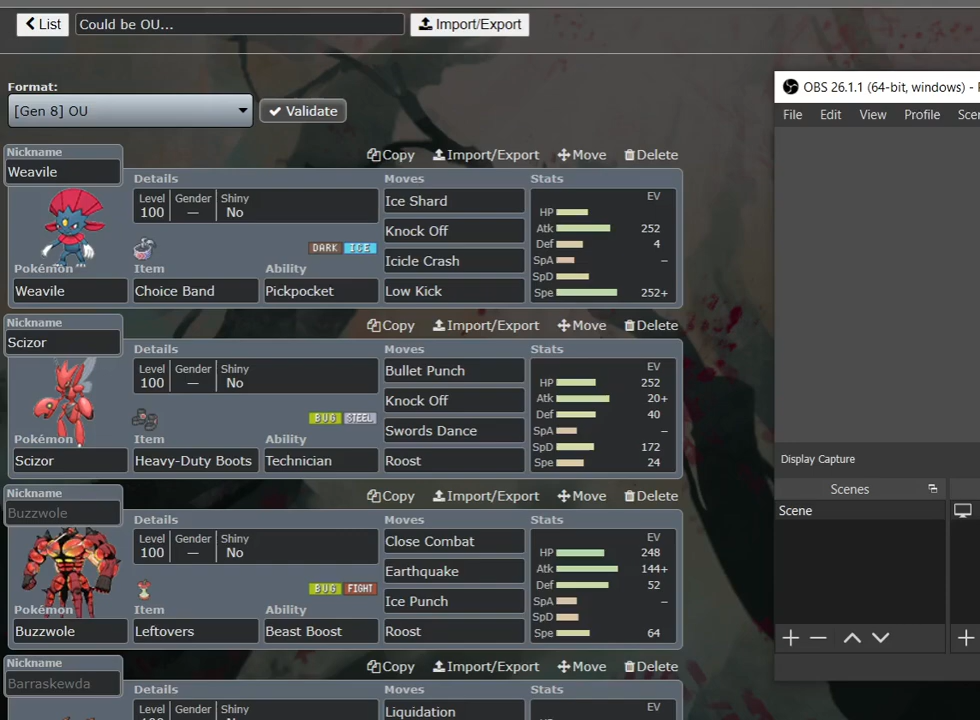 List
Could be OU...
Import/Export
Format:
[Gen 8] OU
Validate
OBS 26.1.1 (64-bit, windows) -
File Edit View Profile
Nickname
Weavile
Copy Import/Export Move Delete
Details
Level Gender Shiny
100 — No
DARK ICE
Pokémon Item Ability
Weavile Choice Band Pickpocket
Moves
Ice Shard
Knock Off
Icicle Crash
Low Kick
Stats
EV
HP
Atk 252
Def 4
SpA –
SpD
Spe 252+
Nickname
Scizor
Copy Import/Export Move Delete
Details
Level Gender Shiny
100 — No
BUG STEEL
Pokémon Item Ability
Scizor Heavy-Duty Boots Technician
Moves
Bullet Punch
Knock Off
Swords Dance
Roost
Stats
EV
HP 252
Atk 20+
Def 40
SpA –
SpD 172
Spe 24
Nickname
Buzzwole
Copy Import/Export Move Delete
Details
Level Gender Shiny
100 — No
BUG FIGHT
Pokémon Item Ability
Buzzwole Leftovers Beast Boost
Moves
Close Combat
Earthquake
Ice Punch
Roost
Stats
EV
HP 248
Atk 144+
Def 52
SpA –
SpD
Spe 64
Nickname
Barraskewda
Copy Import/Export Move Delete
Details
Level Gender Shiny
Moves
Liquidation
Stats
EV
Display Capture
Scenes
Scene